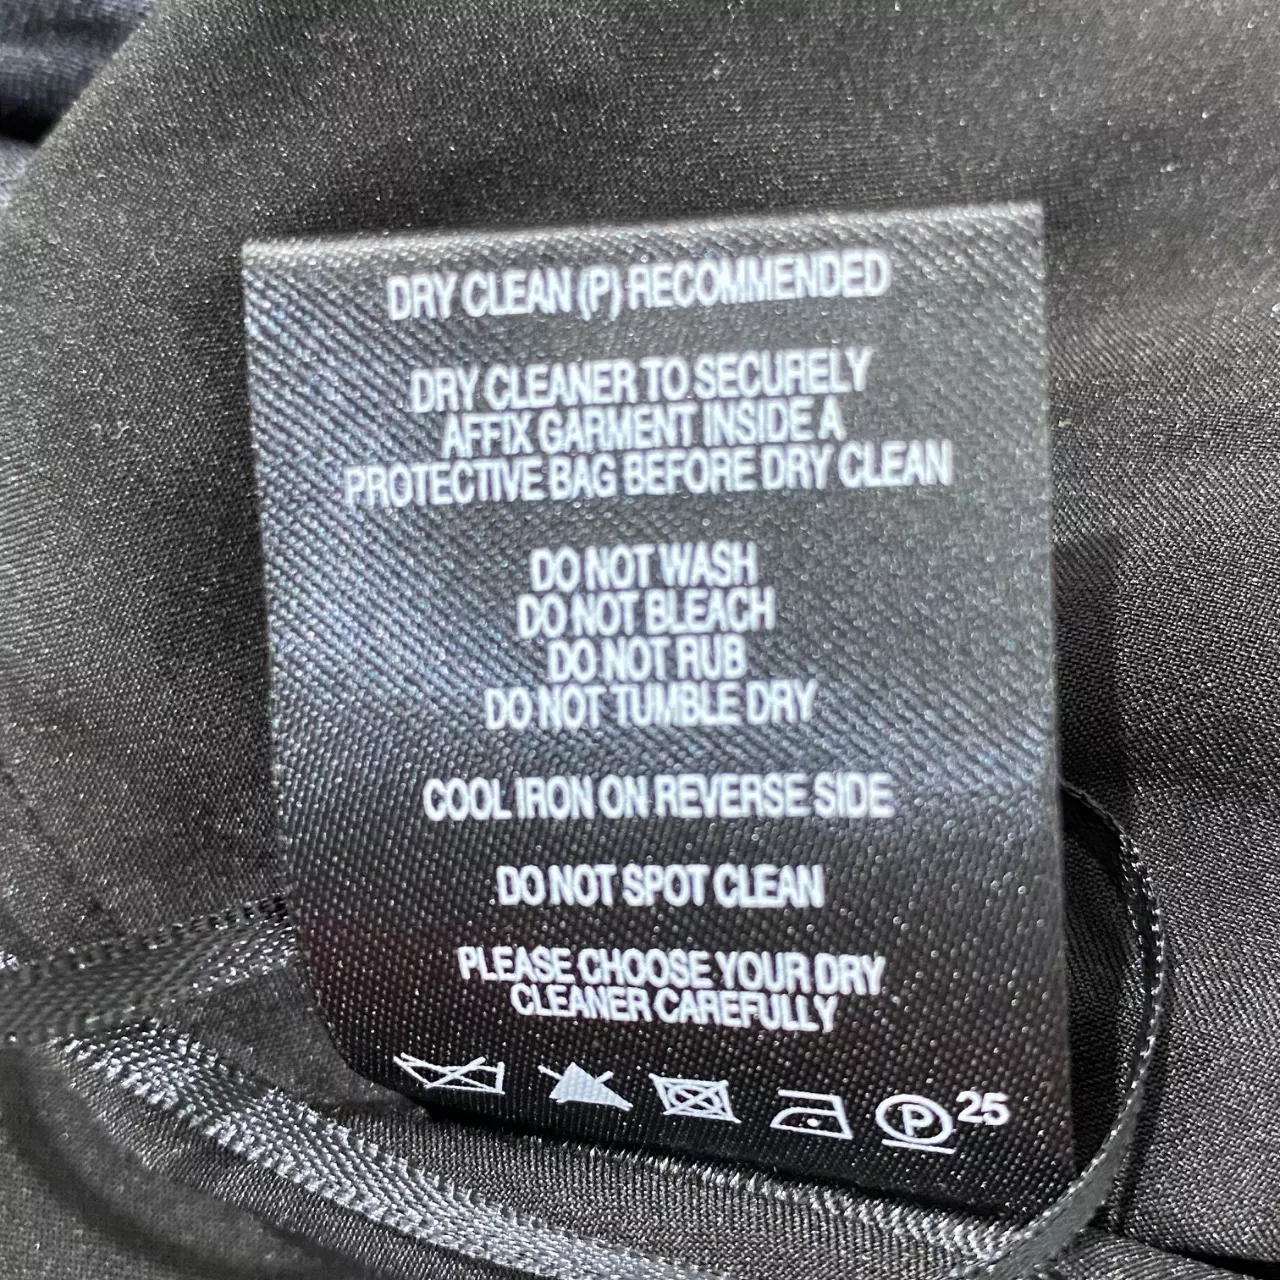 DRY CLEAN (P) RECOMMENDED
DRY CLEANER TO SECURELY
AFFIX GARMENT INSIDE A
PROTECTIVE BAG BEFORE DRY CLEAN
DO NOT WASH
DO NOT BLEACH
DO NOT RUB
DO NOT TUMBLE DRY
COOL IRON ON REVERSE SIDE
DO NOT SPOT CLEAN
PLEASE CHOOSE YOUR DRY
CLEANER CAREFULLY
P 25